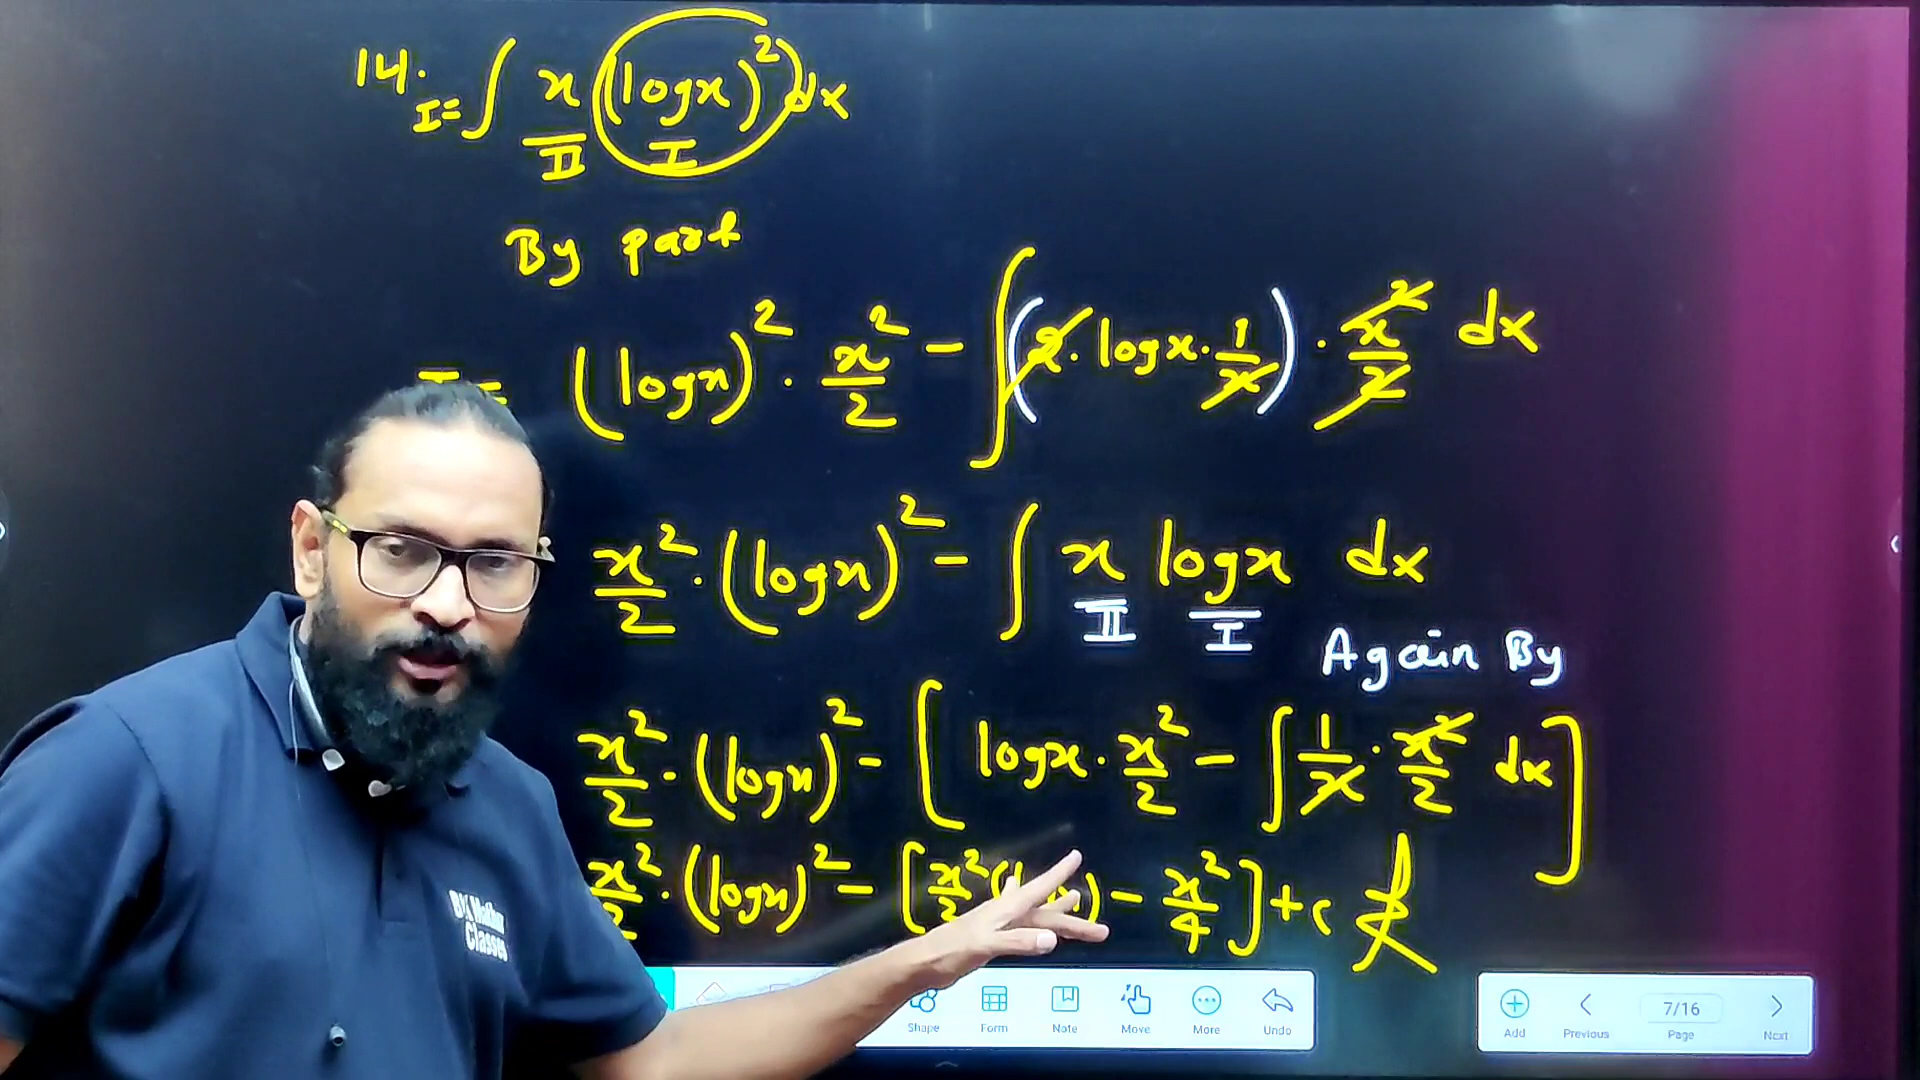 14. I = ∫ x (log x)² dx
II I
By part
I = (log x)² · x²/2 - ∫ (2 · log x · 1/x) · x²/2 dx
x²/2 · (log x)² - ∫ x log x dx
II I
Again By
x²/2 · (log x)² - [ log x · x²/2 - ∫ 1/x · x²/2 dx ]
x²/2 · (log x)² - [ x²/2 (log x) - x²/4 ] + c
Classes
Shape Form Note Move More Undo
Add Previous 7/16 Page Next